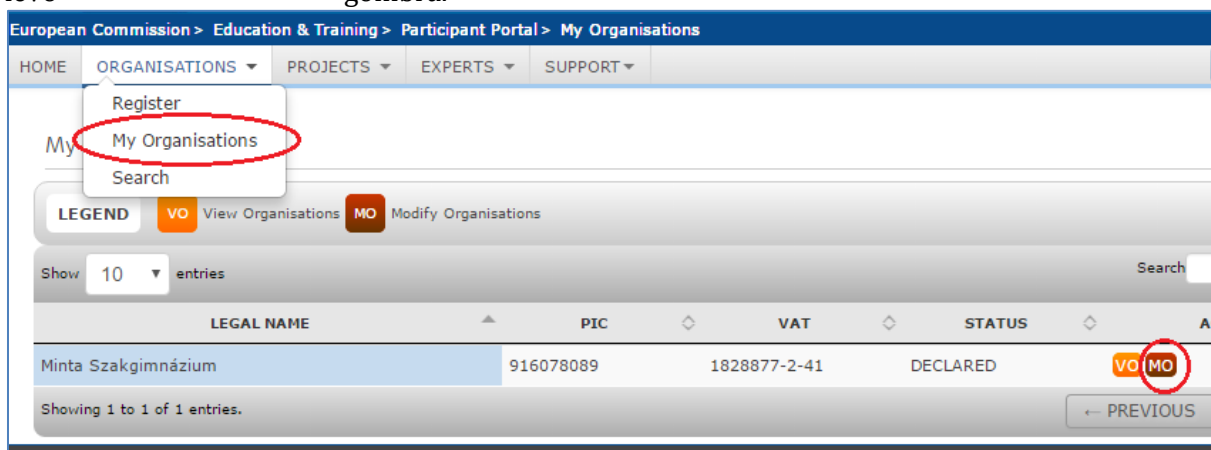 European Commission > Education & Training > Participant Portal > My Organisations
HOME ORGANISATIONS PROJECTS EXPERTS SUPPORT
Register
My Organisations
Search
My
LEGEND VO View Organisations MO Modify Organisations
Show 10 entries Search
LEGAL NAME PIC VAT STATUS A
Minta Szakgimnázium 916078089 1828877-2-41 DECLARED VO MO
Showing 1 to 1 of 1 entries. ← PREVIOUS